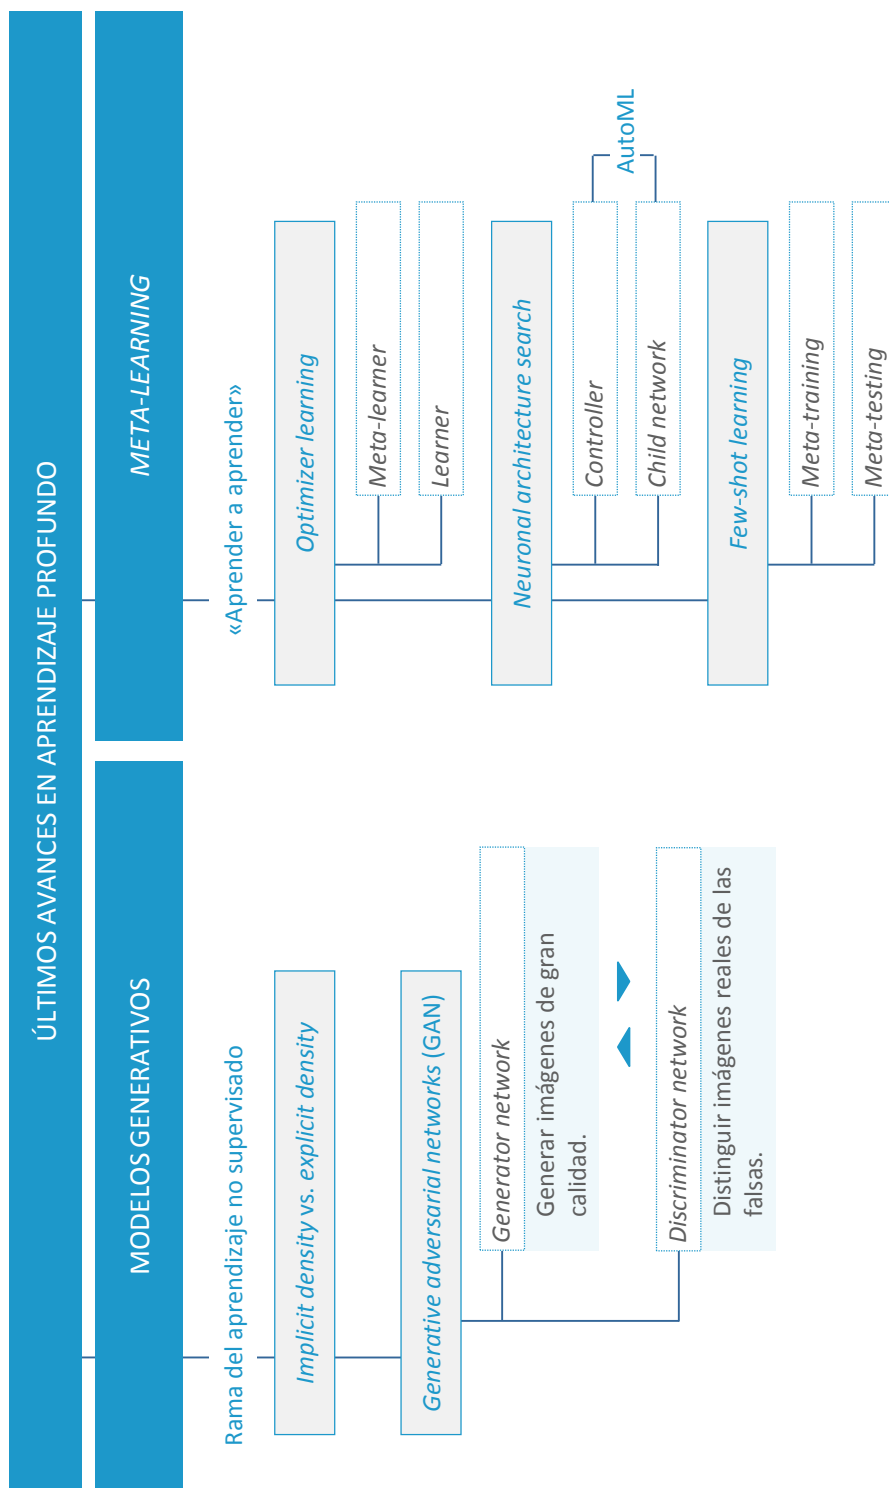 ÚLTIMOS AVANCES EN APRENDIZAJE PROFUNDO
MODELOS GENERATIVOS
Rama del aprendizaje no supervisado
Implicit density vs. explicit density
Generative adversarial networks (GAN)
Generator network
Generar imágenes de gran
calidad.
Discriminator network
Distinguir imágenes reales de las
falsas.
META-LEARNING
«Aprender a aprender»
Optimizer learning
Meta-learner
Learner
Neuronal architecture search
Controller
Child network
AutoML
Few-shot learning
Meta-training
Meta-testing